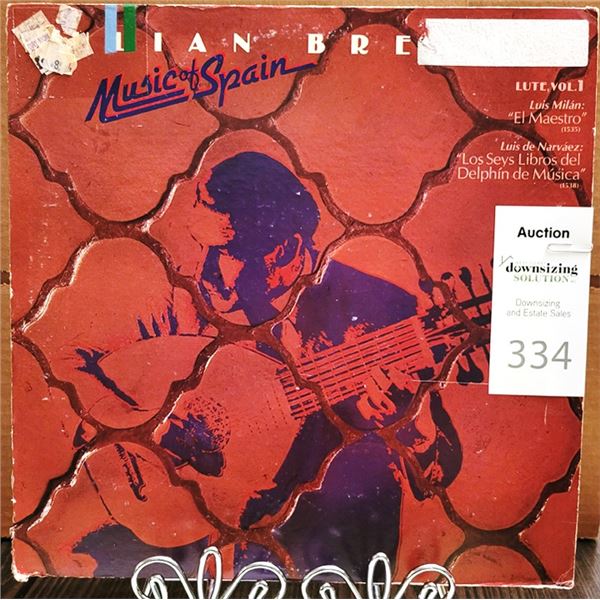 LIAN BRE
Music of Spain
LUTE, VOL. 1
Luis Milán:
"El Maestro"
(1535)
Luis de Narváez:
"Los Seys Libros del
Delphín de Música"
(1538)
Auction
downsizing
SOLUTION
Downsizing
and Estate Sales
334